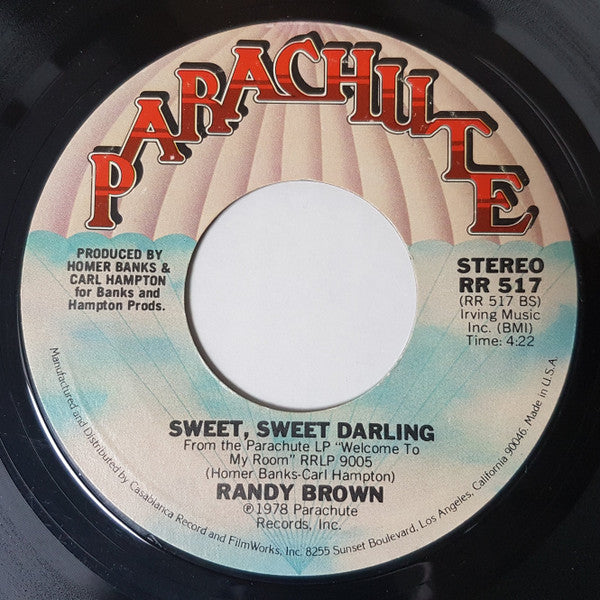 PARACHUTE
PRODUCED BY
HOMER BANKS &
CARL HAMPTON
for Banks and
Hampton Prods.
STEREO
RR 517
(RR 517 BS)
Irving Music
Inc. (BMI)
Time: 4:22
SWEET, SWEET DARLING
From the Parachute LP "Welcome To
My Room" RRLP 9005
(Homer Banks-Carl Hampton)
RANDY BROWN
℗1978 Parachute
Records, Inc.
Manufactured and Distributed by Casablanca Record and FilmWorks, Inc. 8255 Sunset Boulevard, Los Angeles, California 90046. Made in U.S.A.